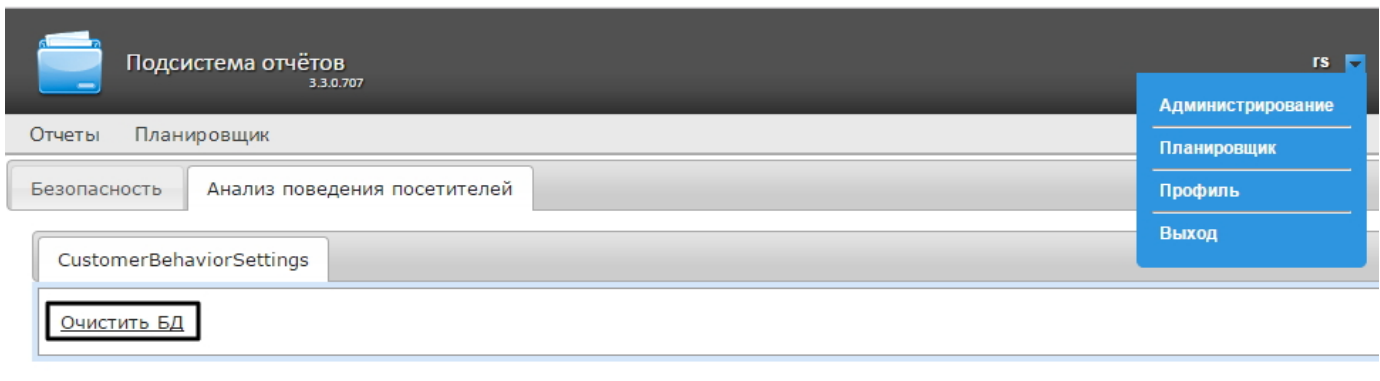 Подсистема отчётов
3.3.0.707
rs
Администрирование
Планировщик
Профиль
Выход
Отчеты Планировщик
Безопасность Анализ поведения посетителей
CustomerBehaviorSettings
Очистить БД